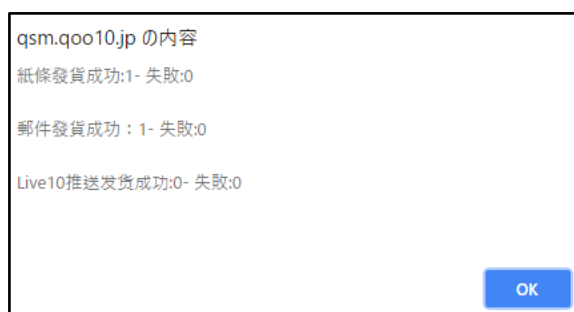 qsm.qoo10.jp の内容
紙條發貨成功:1- 失敗:0
郵件發貨成功：1- 失敗:0
Live10推送发货成功:0- 失敗:0
OK